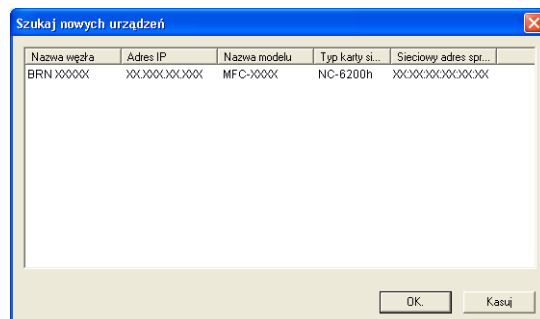 Szukaj nowych urządzeń
Nazwa węzła Adres IP Nazwa modelu Typ karty si... Sieciowy adres spr...
BRN XXXXX XX.XXX.XX.XXX MFC-XXXX NC-6200h XX:XX:XX:XX:XX:XX
OK. Kasuj